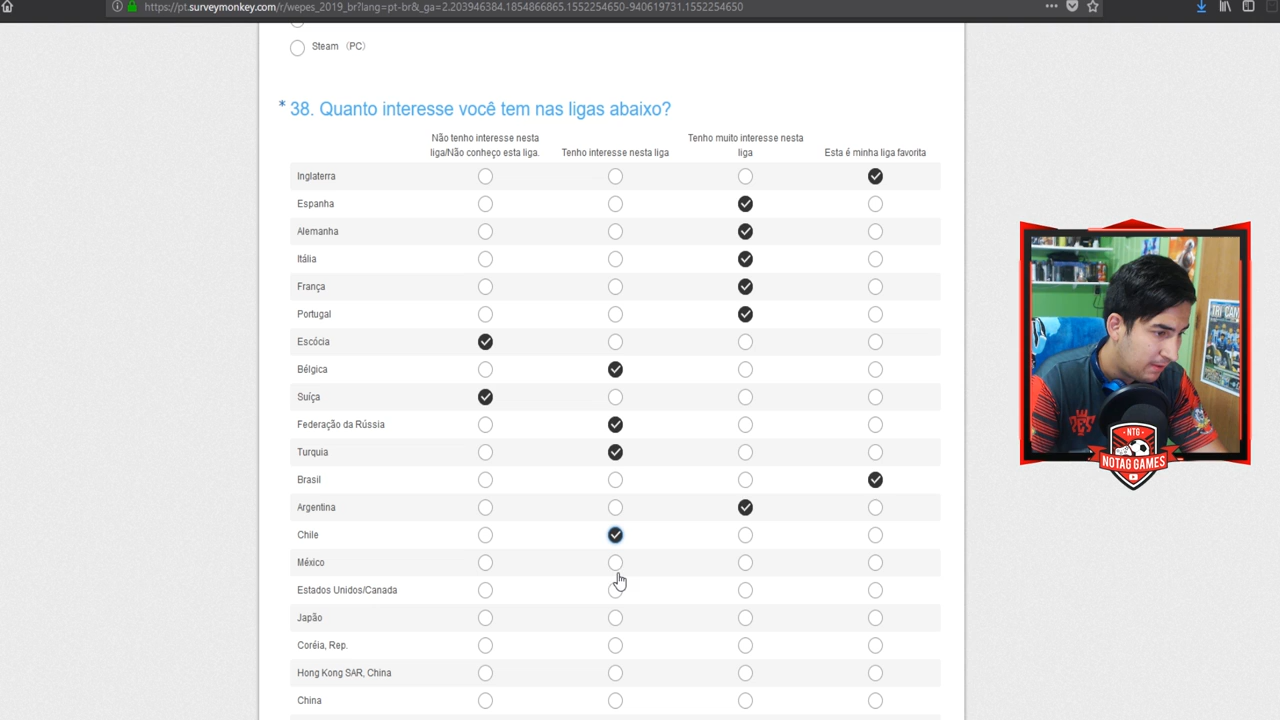 https://pt.surveymonkey.com/r/wepes_2019_br?lang=pt-br&_ga=2.203946384.1854866865.1552254650-940619731.1552254650
Steam (PC)
* 38. Quanto interesse você tem nas ligas abaixo?
Não tenho interesse nesta liga/Não conheço esta liga.
Tenho interesse nesta liga
Tenho muito interesse nesta liga
Esta é minha liga favorita
Inglaterra
Espanha
Alemanha
Itália
França
Portugal
Escócia
Bélgica
Suíça
Federação da Rússia
Turquia
Brasil
Argentina
Chile
México
Estados Unidos/Canada
Japão
Coréia, Rep.
Hong Kong SAR, China
China
TRI CAM
NTG
NOTAG GAMES